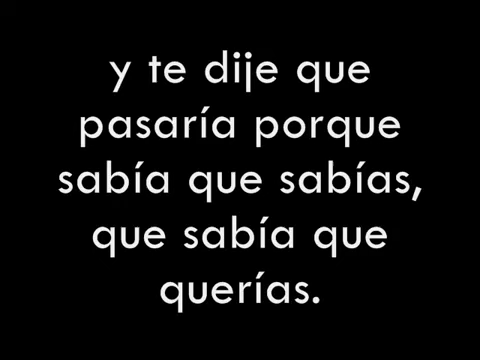 y te dije que
pasaría porque
sabía que sabías,
que sabía que
querías.